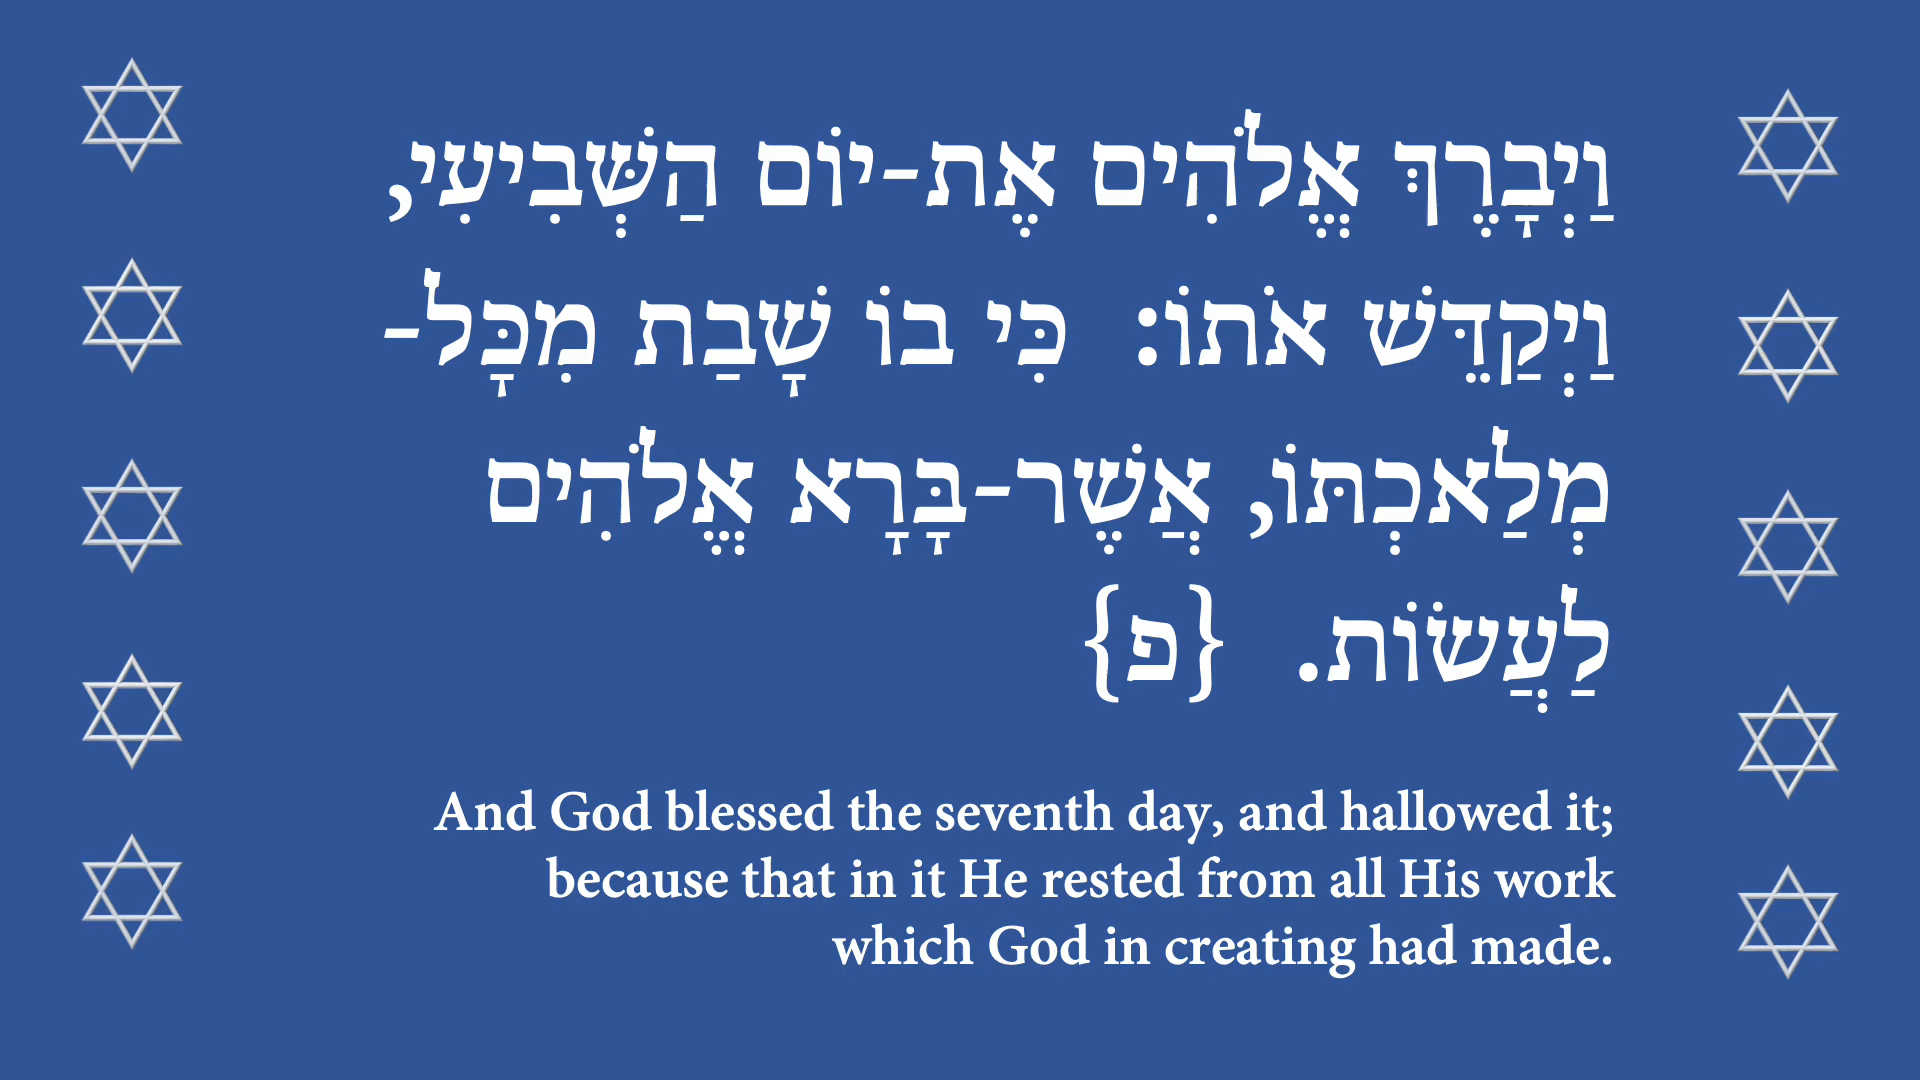 וַיְבָרֶךְ אֱלֹהִים אֶת-יוֹם הַשְּׁבִיעִי,
וַיְקַדֵּשׁ אֹתוֹ:  כִּי בוֹ שָׁבַת מִכָּל-
מְלַאכְתּוֹ, אֲשֶׁר-בָּרָא אֱלֹהִים
לַעֲשׂוֹת.  {פ}
And God blessed the seventh day, and hallowed it;
because that in it He rested from all His work
which God in creating had made.